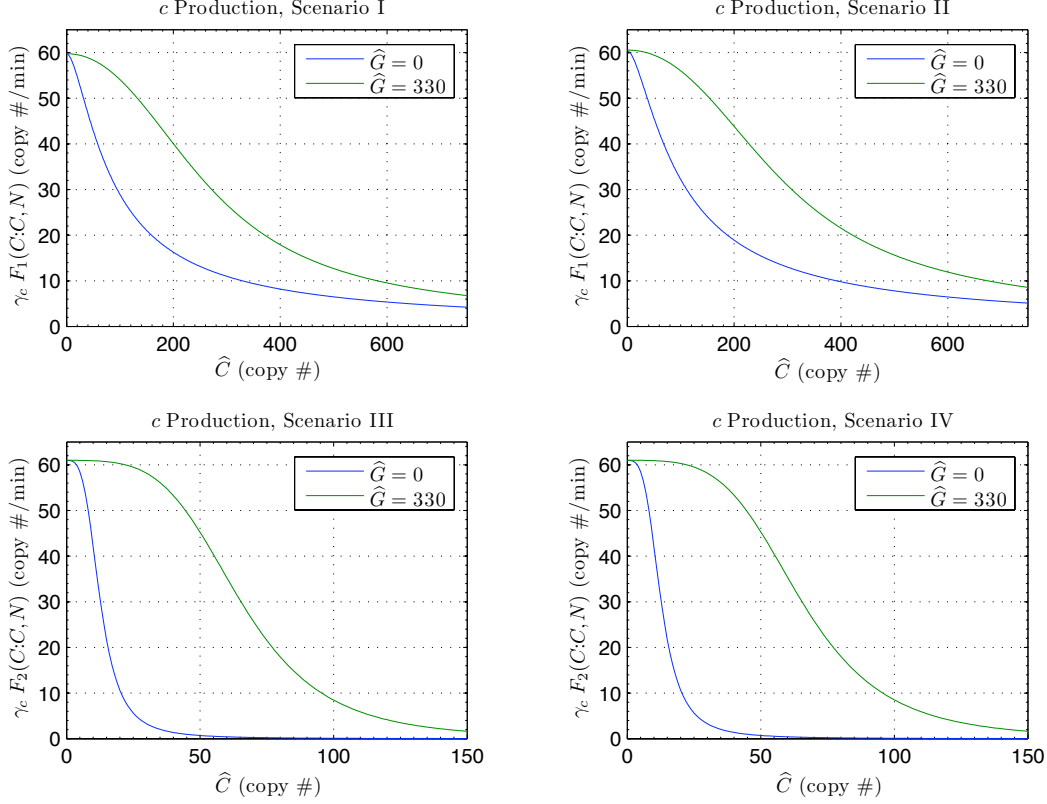 c Production, Scenario I
γc F1(C:C, N) (copy #/min)
60
50
40
30
20
10
0
Ĝ = 0
Ĝ = 330
0 200 400 600
Ĉ (copy #)
c Production, Scenario II
γc F1(C:C, N) (copy #/min)
60
50
40
30
20
10
0
Ĝ = 0
Ĝ = 330
0 200 400 600
Ĉ (copy #)
c Production, Scenario III
γc F2(C:C, N) (copy #/min)
60
50
40
30
20
10
0
Ĝ = 0
Ĝ = 330
0 50 100 150
Ĉ (copy #)
c Production, Scenario IV
γc F2(C:C, N) (copy #/min)
60
50
40
30
20
10
0
Ĝ = 0
Ĝ = 330
0 50 100 150
Ĉ (copy #)